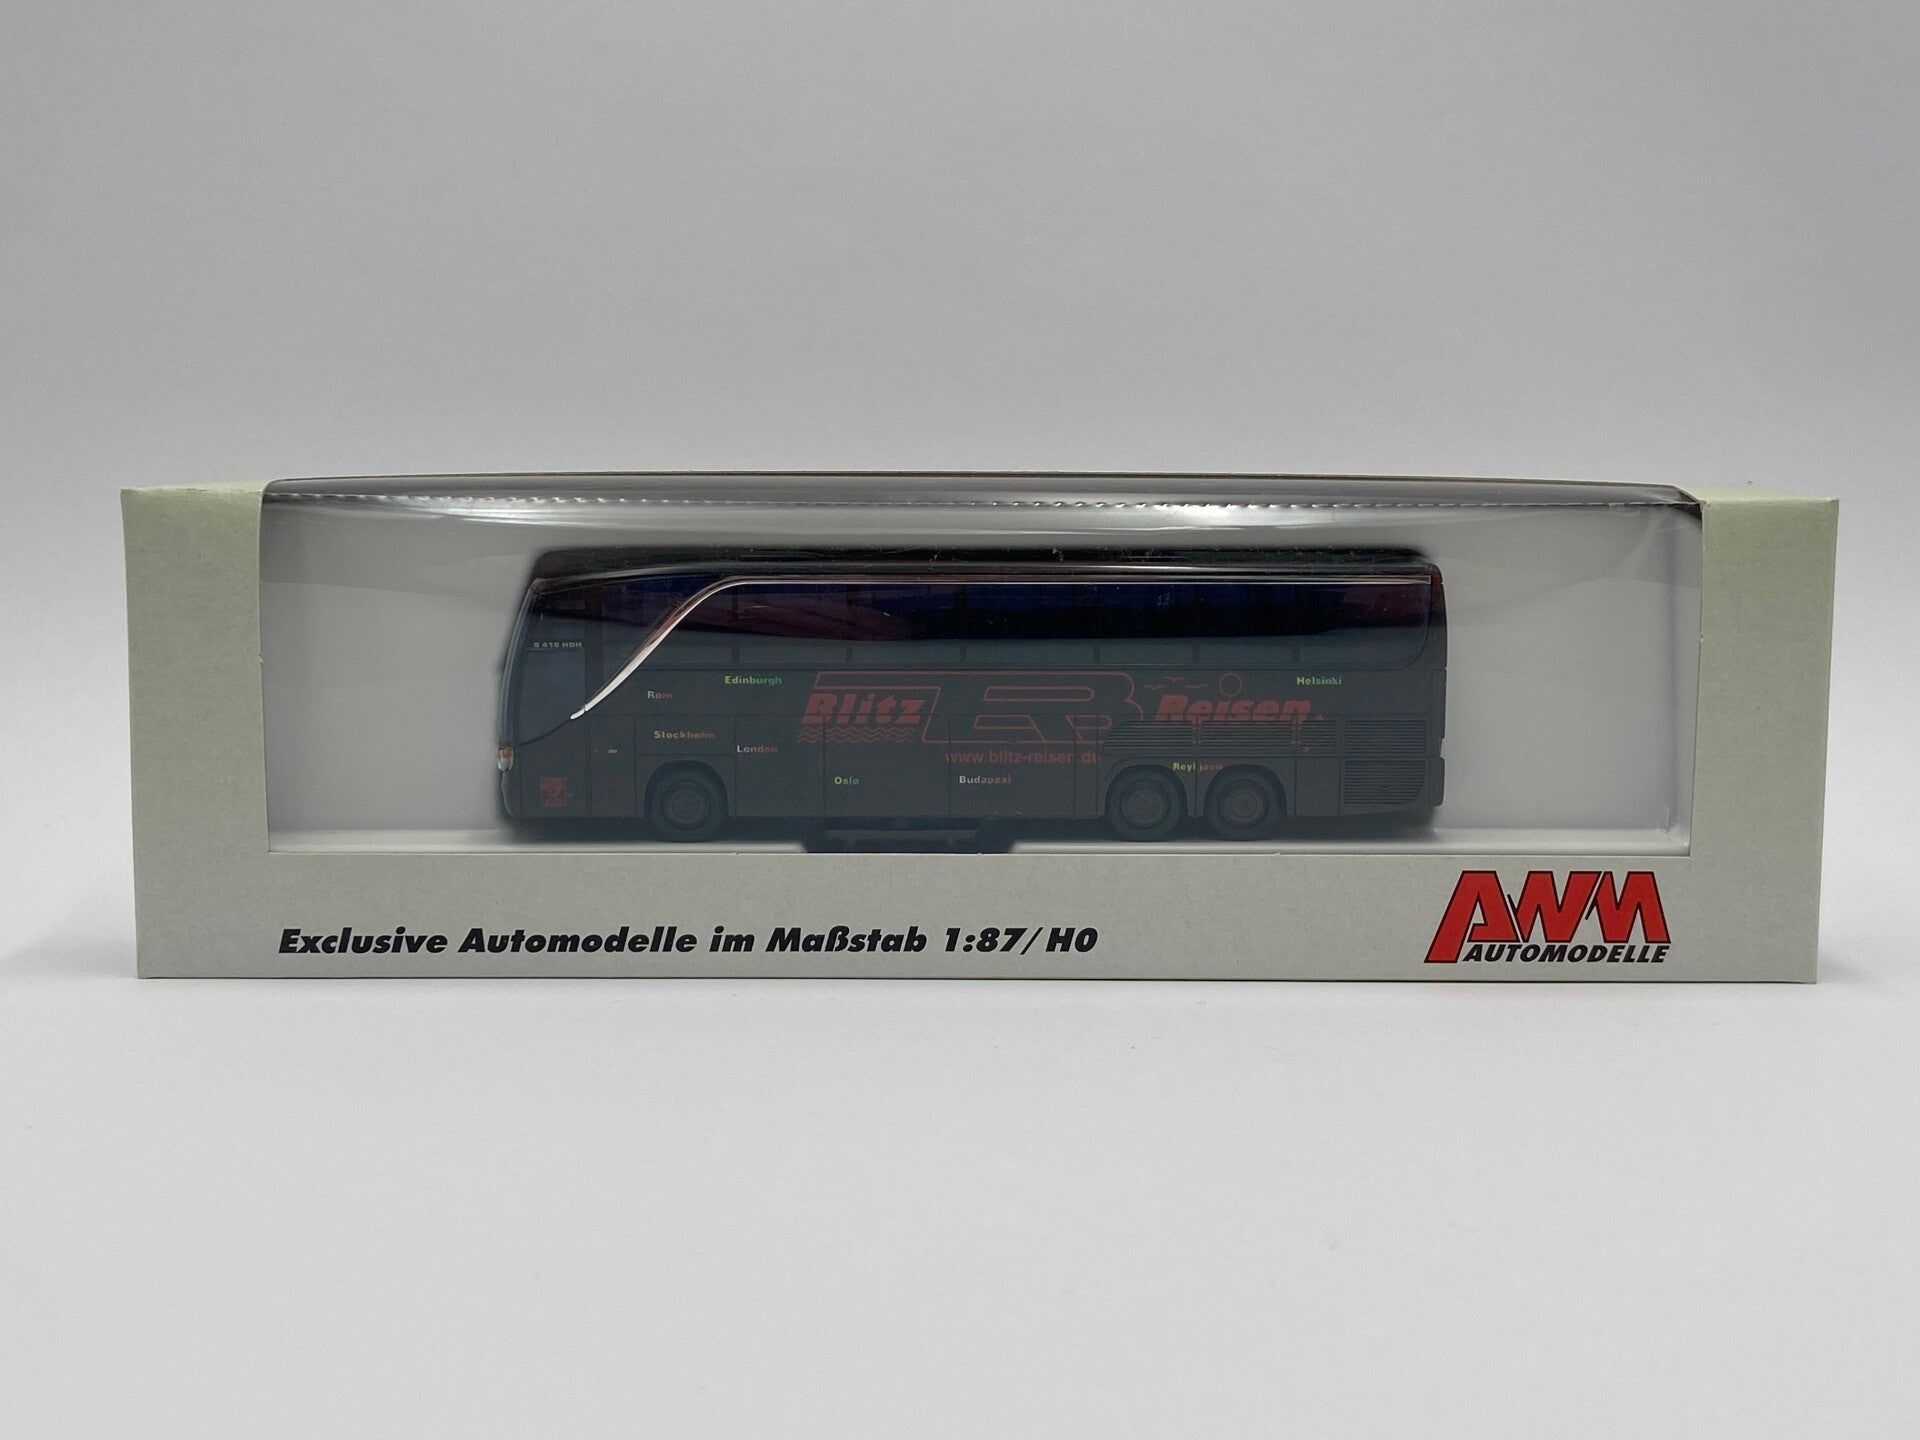 S 416 HDH
Edinburgh
Helsinki
Rom
Blitz
Reisen
Stockholm
London
www.blitz-reisen.de
Oslo
Budapest
Reykjavik
Exclusive Automodelle im Maßstab 1:87/H0
AWM
AUTOMODELLE